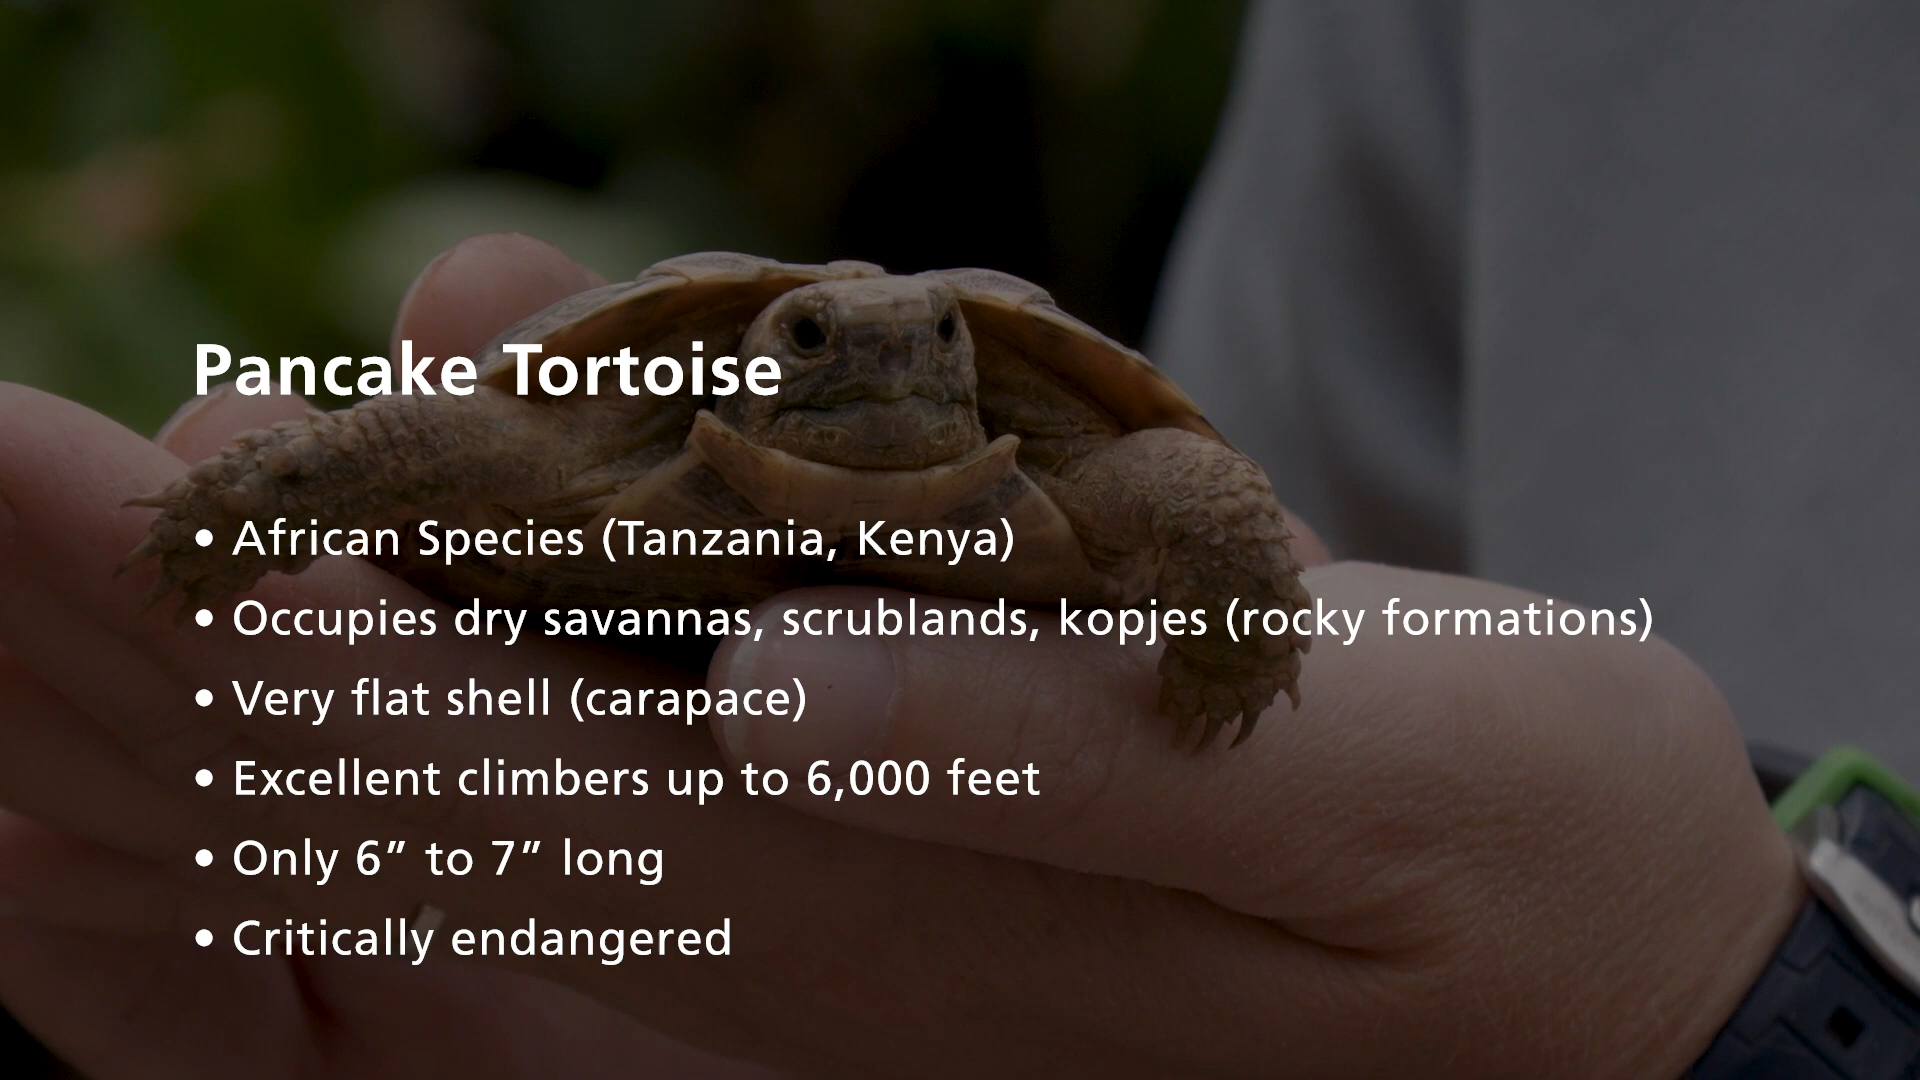 Pancake Tortoise
• African Species (Tanzania, Kenya)
• Occupies dry savannas, scrublands, kopjes (rocky formations)
• Very flat shell (carapace)
• Excellent climbers up to 6,000 feet
• Only 6” to 7” long
• Critically endangered